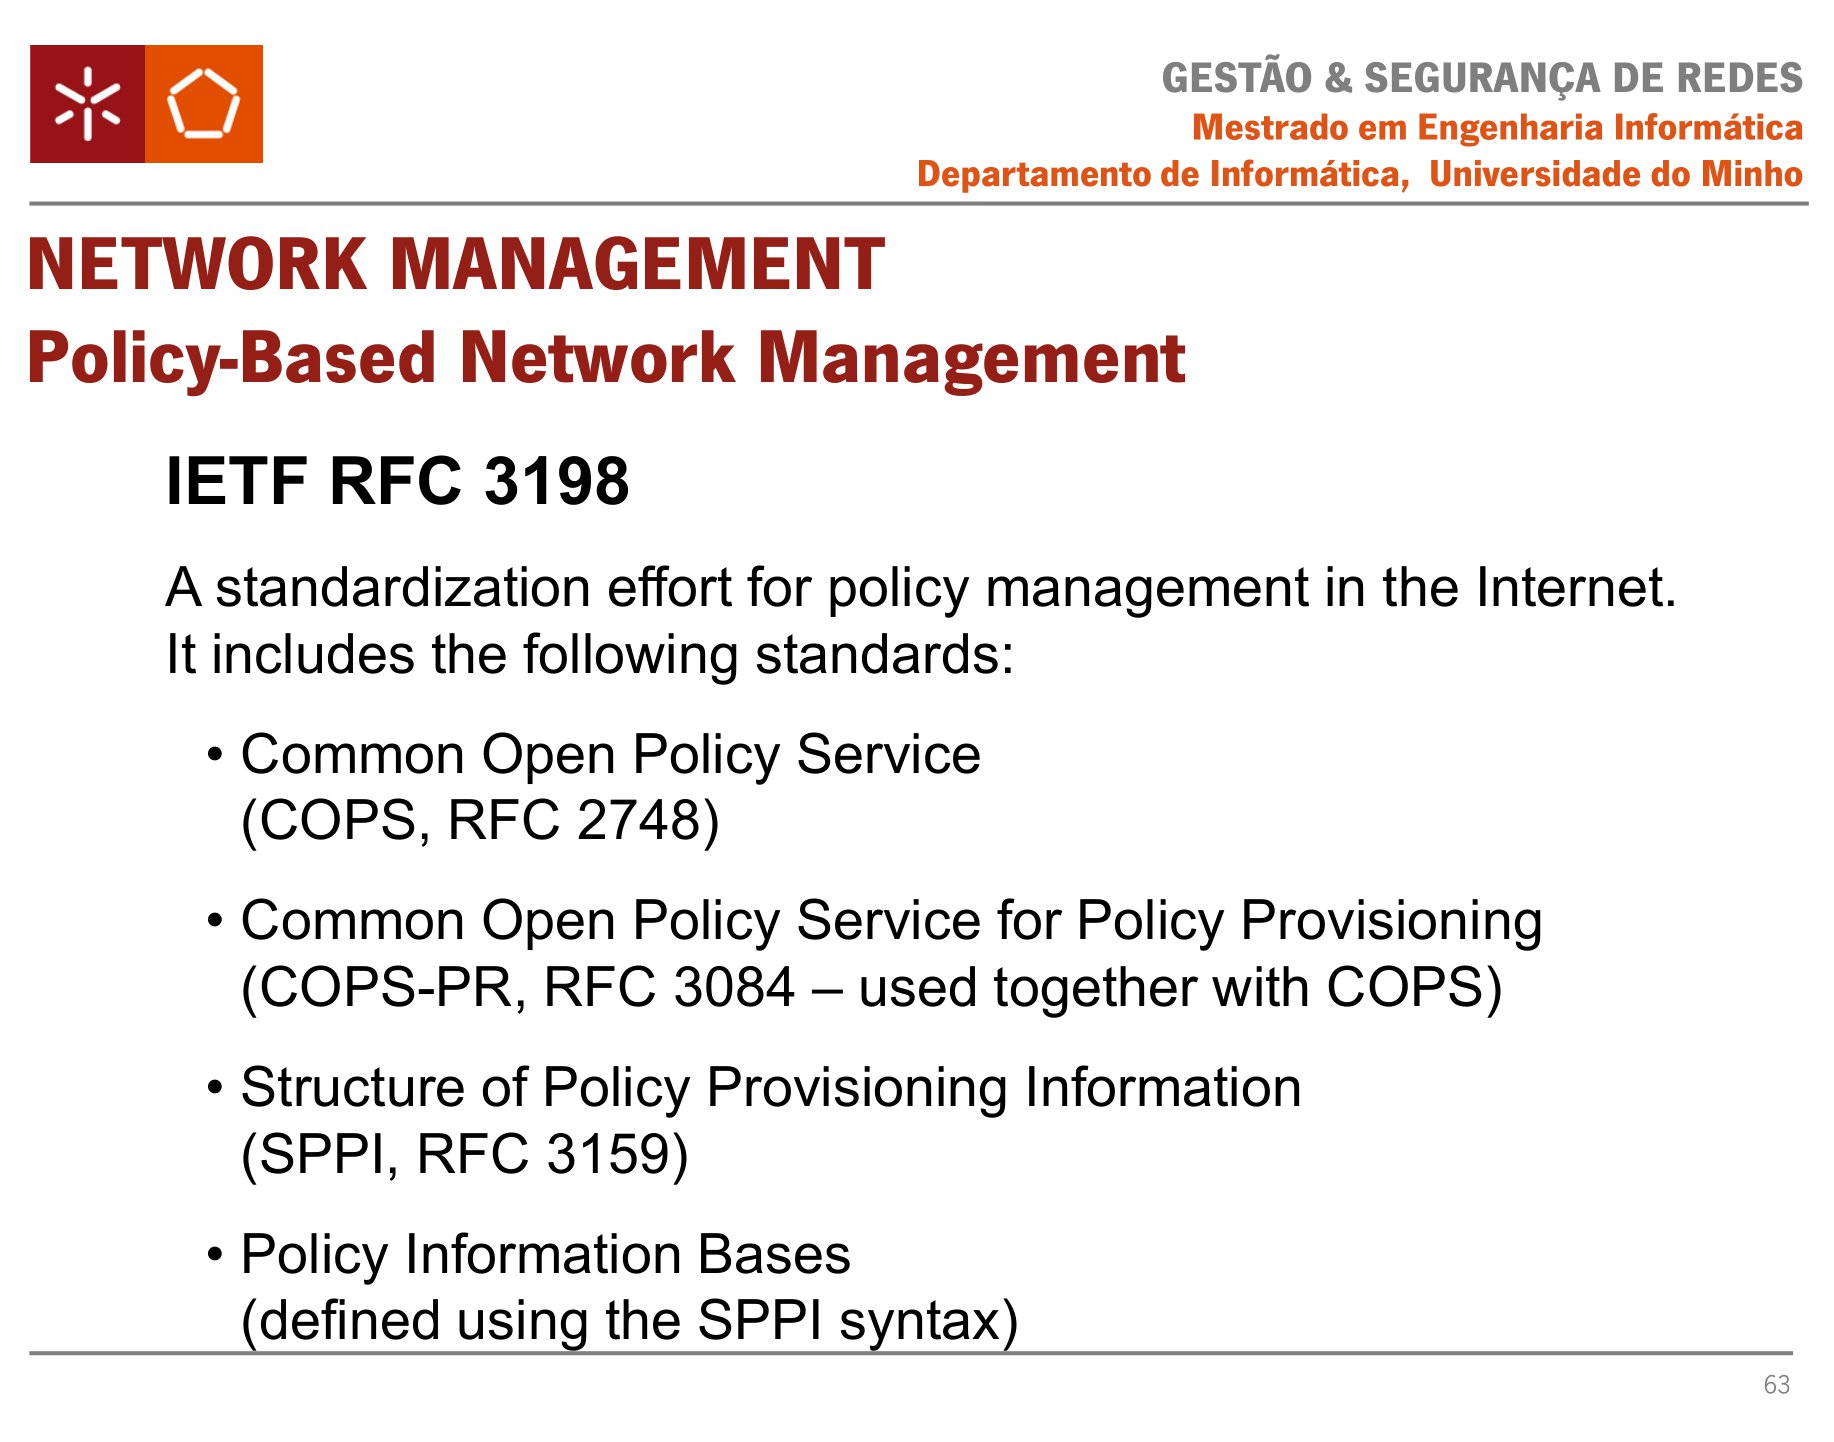 GESTÃO & SEGURANÇA DE REDES
Mestrado em Engenharia Informática
Departamento de Informática, Universidade do Minho
NETWORK MANAGEMENT
Policy-Based Network Management
IETF RFC 3198
A standardization effort for policy management in the Internet.
It includes the following standards:
• Common Open Policy Service
(COPS, RFC 2748)
• Common Open Policy Service for Policy Provisioning
(COPS-PR, RFC 3084 – used together with COPS)
• Structure of Policy Provisioning Information
(SPPI, RFC 3159)
• Policy Information Bases
(defined using the SPPI syntax)
63